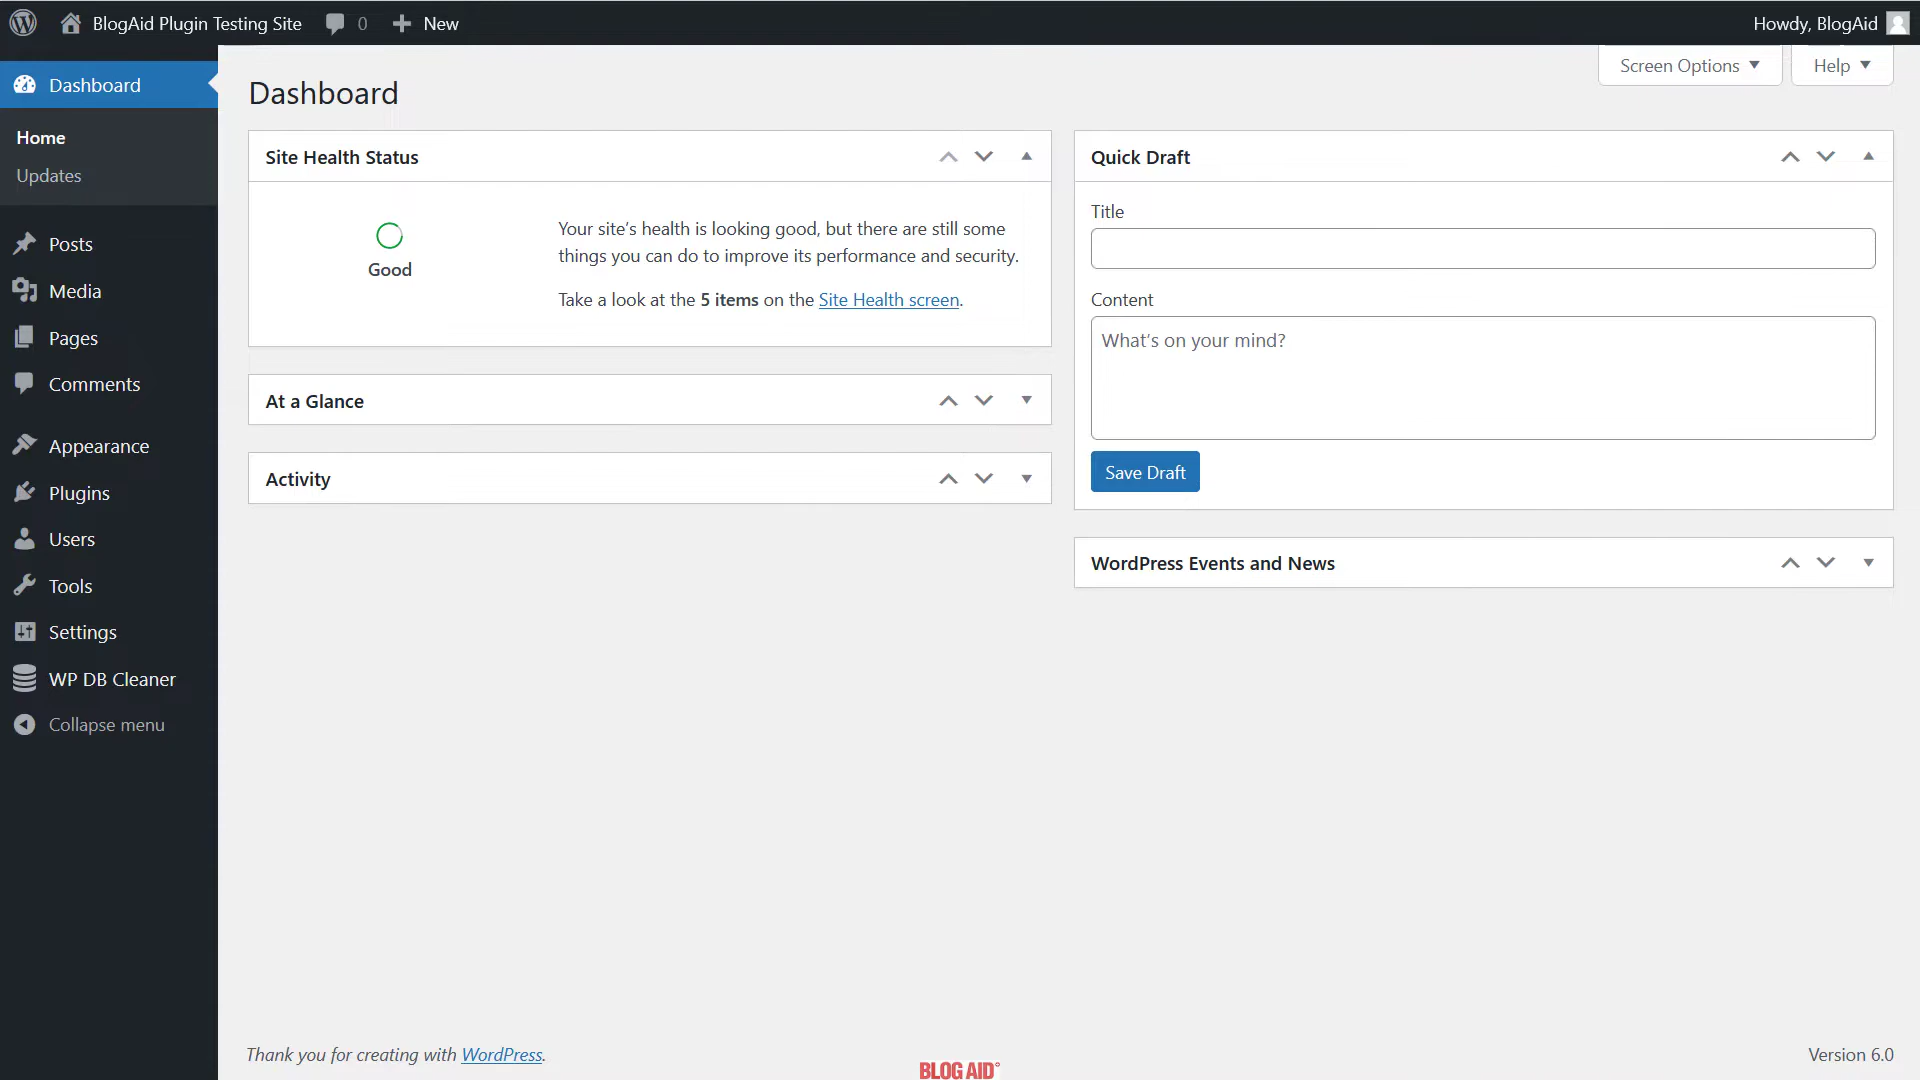 BlogAid Plugin Testing Site
0
New
Howdy, BlogAid
Dashboard
Home
Updates
Posts
Media
Pages
Comments
Appearance
Plugins
Users
Tools
Settings
WP DB Cleaner
Collapse menu
Screen Options
Help
Dashboard
Site Health Status
Good
Your site’s health is looking good, but there are still some
things you can do to improve its performance and security.
Take a look at the 5 items on the Site Health screen.
At a Glance
Activity
Quick Draft
Title
Content
What’s on your mind?
Save Draft
WordPress Events and News
Thank you for creating with WordPress.
BLOG AID
Version 6.0